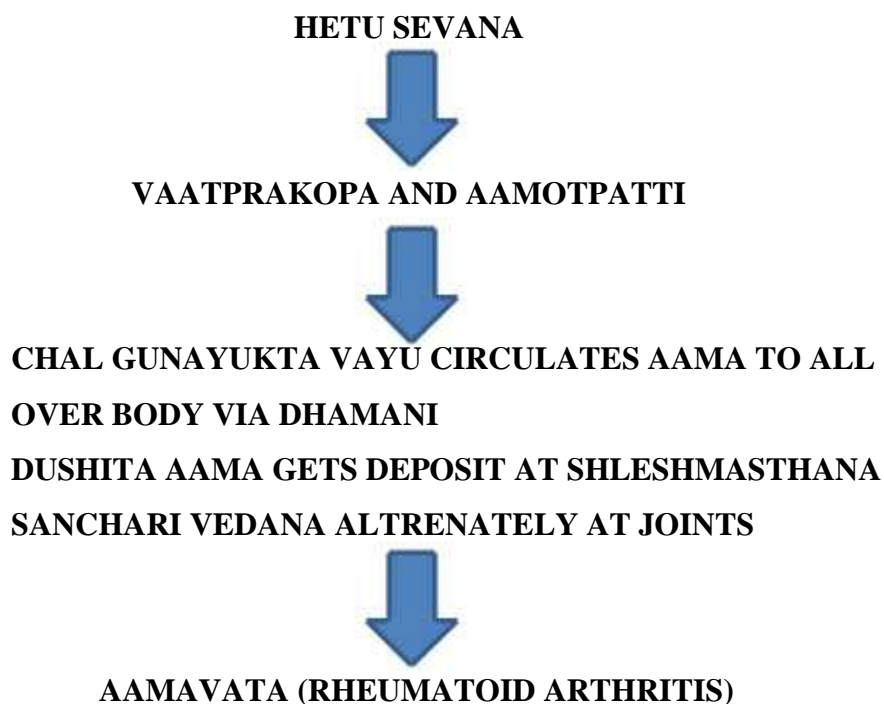 HETU SEVANA
VAATPRAKOPA AND AAMOTPATTI
CHAL GUNAYUKTA VAYU CIRCULATES AAMA TO ALL
OVER BODY VIA DHAMANI
DUSHITA AAMA GETS DEPOSIT AT SHLESHMASTHANA
SANCHARI VEDANA ALTRENATELY AT JOINTS
AAMAVATA (RHEUMATOID ARTHRITIS)